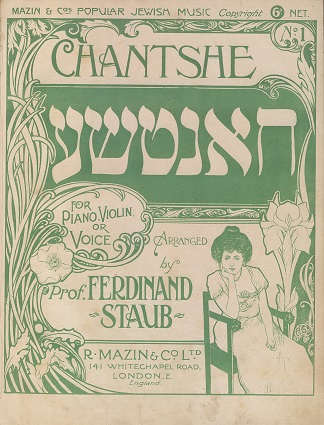 MAZIN & Co's POPULAR JEWISH MUSIC Copyright 6d NET.
No 1
CHANTSHE
חאנטשע
FOR
PIANO, VIOLIN,
OR
VOICE
ARRANGED
by
Prof. FERDINAND
STAUB
R. MAZIN & Co LTD
141 WHITECHAPEL ROAD,
LONDON, E
England.